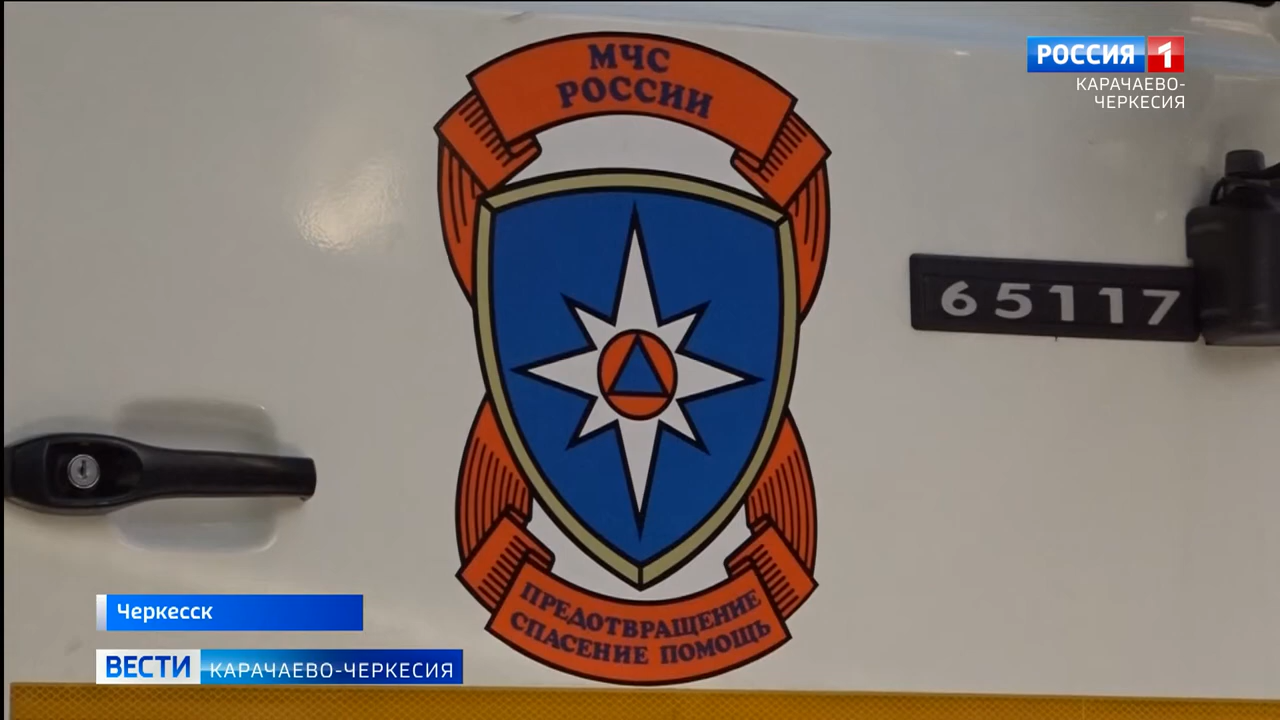 МЧС
РОССИИ
РОССИЯ 1
КАРАЧАЕВО-
ЧЕРКЕСИЯ
65117
ПРЕДОТВРАЩЕНИЕ
СПАСЕНИЕ ПОМОЩЬ
Черкесск
ВЕСТИ КАРАЧАЕВО-ЧЕРКЕСИЯ